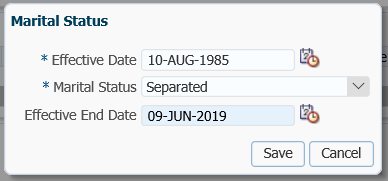 Marital Status
* Effective Date 10-AUG-1985
* Marital Status Separated
Effective End Date 09-JUN-2019
Save Cancel